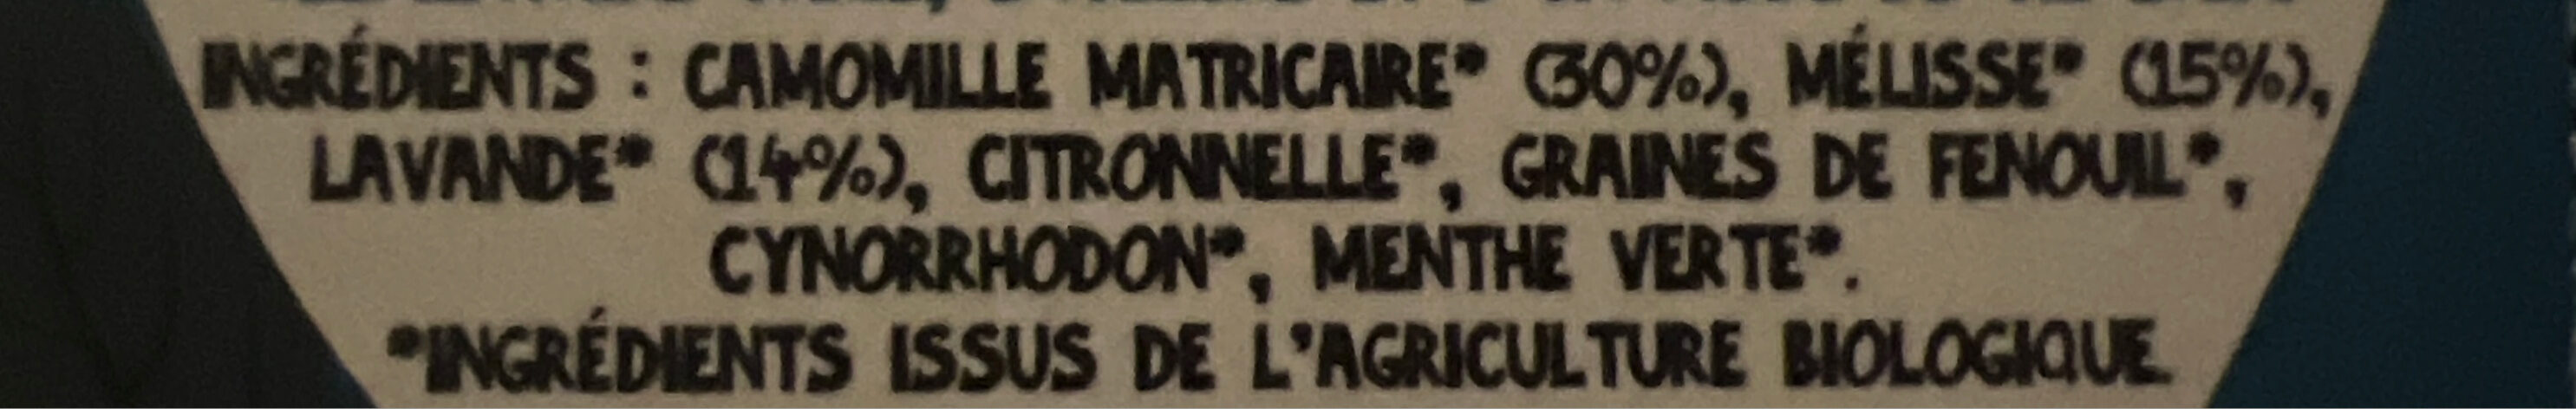 INGRÉDIENTS : CAMOMILLE MATRICAIRE* (30%), MÉLISSE* (15%),
LAVANDE* (14%), CITRONNELLE*, GRAINES DE FENOUIL*,
CYNORRHODON*, MENTHE VERTE*.
*INGRÉDIENTS ISSUS DE L'AGRICULTURE BIOLOGIQUE